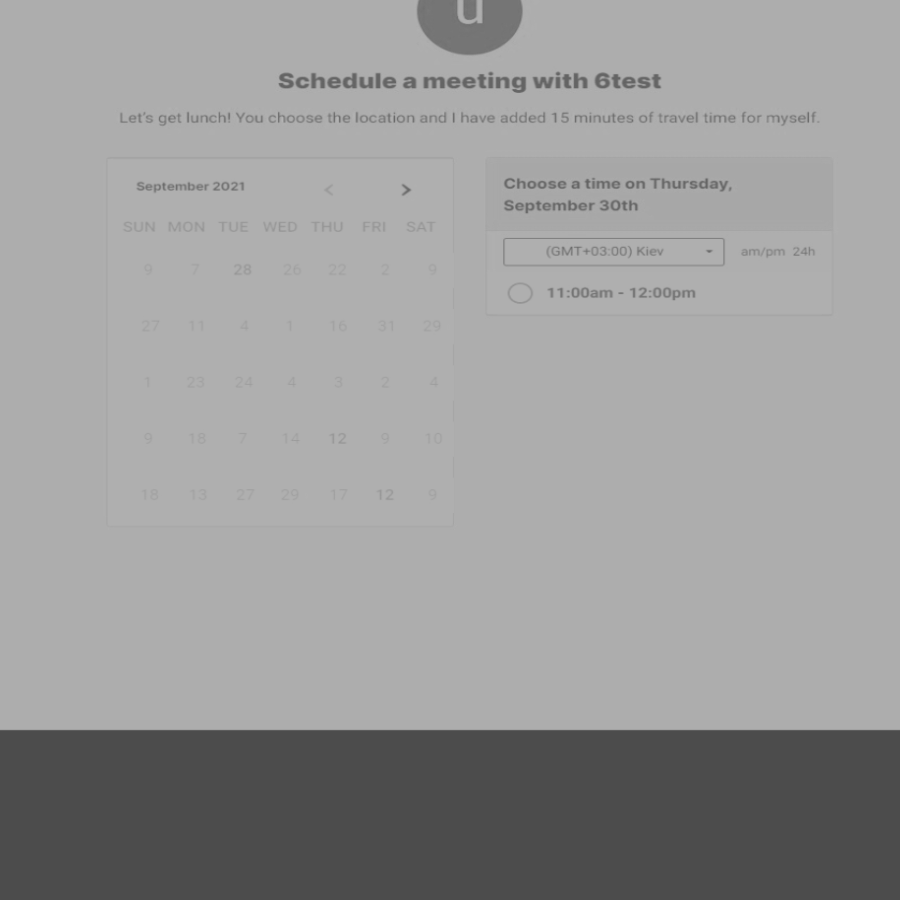 u
Schedule a meeting with 6test
Let's get lunch! You choose the location and I have added 15 minutes of travel time for myself.
September 2021 < >
SUN MON TUE WED THU FRI SAT
9 7 28 26 22 2 9
27 11 4 1 16 31 29
1 23 24 4 3 2 4
9 18 7 14 12 9 10
18 13 27 29 17 12 9
Choose a time on Thursday,
September 30th
(GMT+03:00) Kiev am/pm 24h
11:00am - 12:00pm